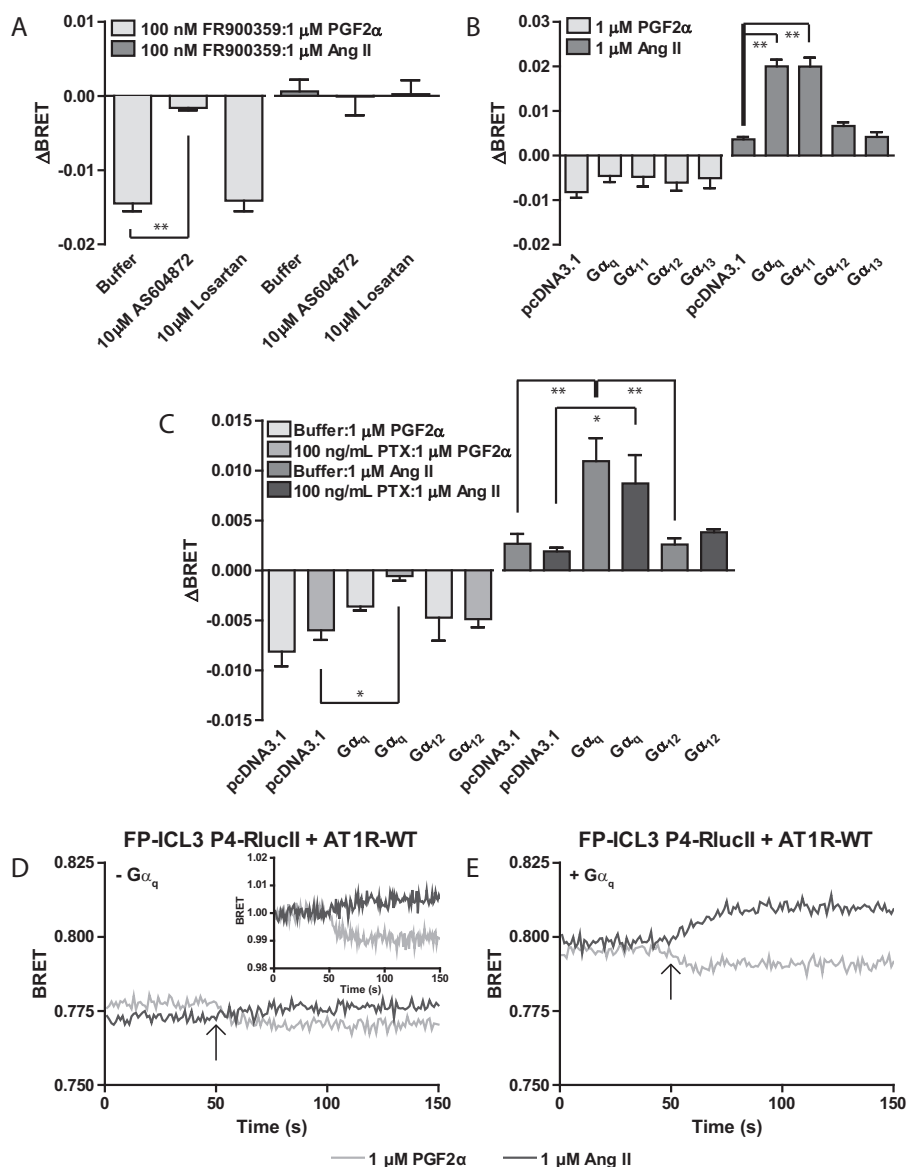 A
0.01
0.00
-0.01
-0.02
ΔBRET
100 nM FR900359:1 μM PGF2α
100 nM FR900359:1 μM Ang II
**
Buffer
10μM AS604872
10μM Losartan
Buffer
10μM AS604872
10μM Losartan
B
0.03
0.02
0.01
0.00
-0.01
0.02
ΔBRET
1 μM PGF2α
1 μM Ang II
**
**
pcDNA3.1
Gαq
Gα11
Gα12
Gα13
pcDNA3.1
Gαq
Gα11
Gα12
Gα13
C
0.015
0.010
0.005
0.000
-0.005
-0.010
-0.015
ΔBRET
Buffer:1 μM PGF2α
100 ng/mL PTX:1 μM PGF2α
Buffer:1 μM Ang II
100 ng/mL PTX:1 μM Ang II
**
**
*
*
pcDNA3.1
pcDNA3.1
Gαq
Gαq
Gα12
Gα12
pcDNA3.1
pcDNA3.1
Gαq
Gαq
Gα12
Gα12
D
FP-ICL3 P4-RlucII + AT1R-WT
- Gαq
0.825
0.800
0.775
0.750
BRET
0
50
100
150
Time (s)
1.02
1.01
1.00
0.99
0.98
BRET
0
50
100
150
Time (s)
E
FP-ICL3 P4-RlucII + AT1R-WT
+ Gαq
0.825
0.800
0.775
0.750
BRET
0
50
100
150
Time (s)
1 μM PGF2α
1 μM Ang II